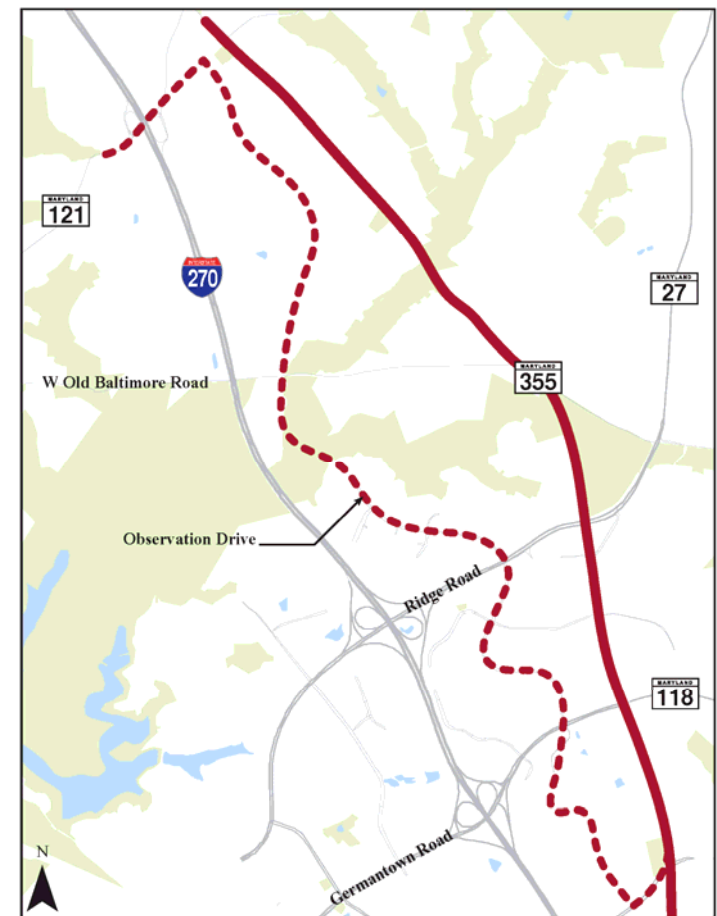 MARYLAND
121
INTERSTATE
270
MARYLAND
27
W Old Baltimore Road
MARYLAND
355
Observation Drive
Ridge Road
MARYLAND
118
Germantown Road
N